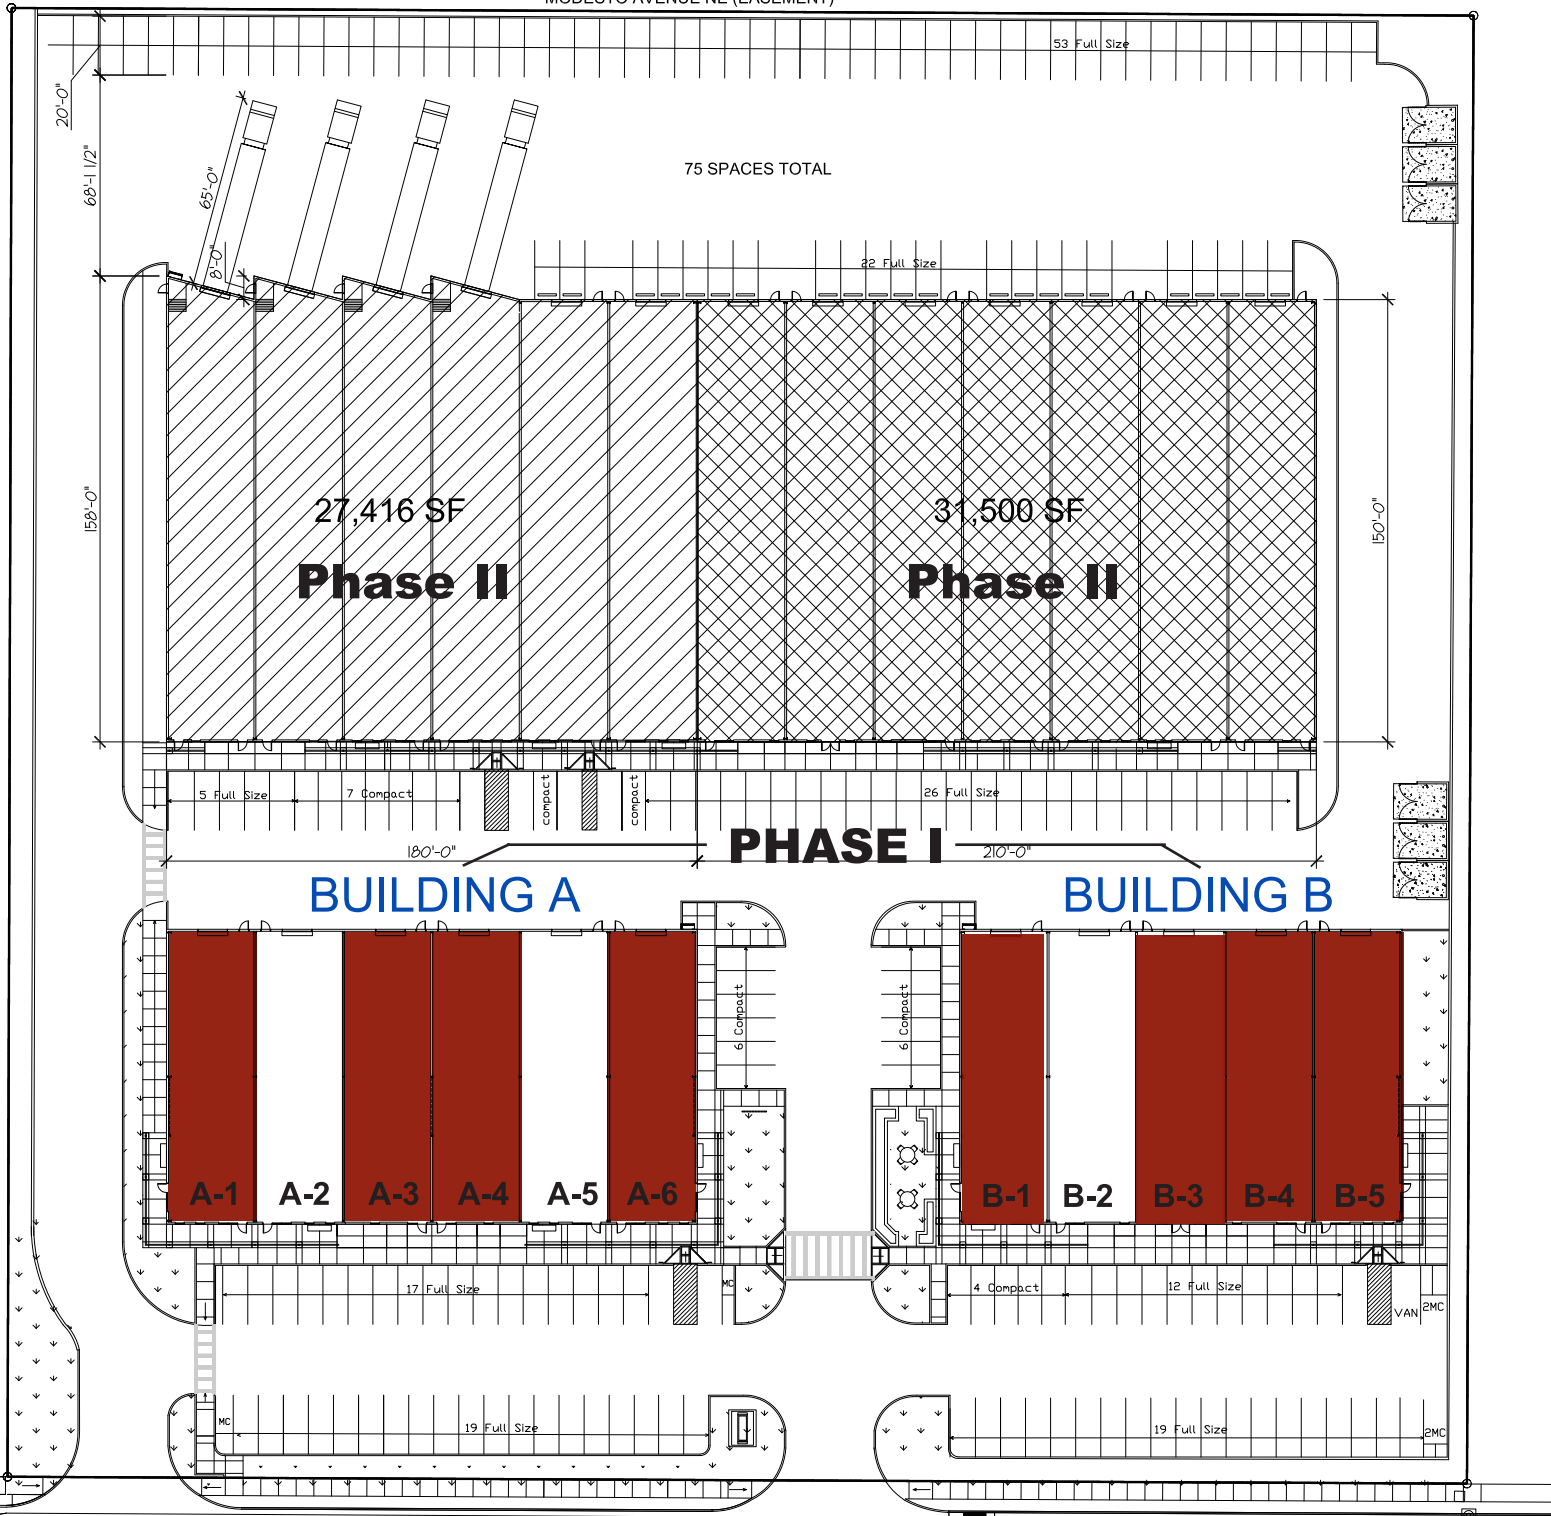 MODESTO AVENUE NE (EASEMENT)
53 Full Size
20'-0"
68'-1 1/2"
65'-0"
8'-0"
75 SPACES TOTAL
22 Full Size
158'-0"
27,416 SF
Phase II
31,500 SF
Phase II
150'-0"
5 Full Size
7 Compact
compact
compact
26 Full Size
180'-0"
PHASE I
210'-0"
BUILDING A
BUILDING B
6 Compact
6 Compact
A-1
A-2
A-3
A-4
A-5
A-6
B-1
B-2
B-3
B-4
B-5
17 Full Size
MC
4 Compact
12 Full Size
VAN
2MC
MC
19 Full Size
19 Full Size
2MC